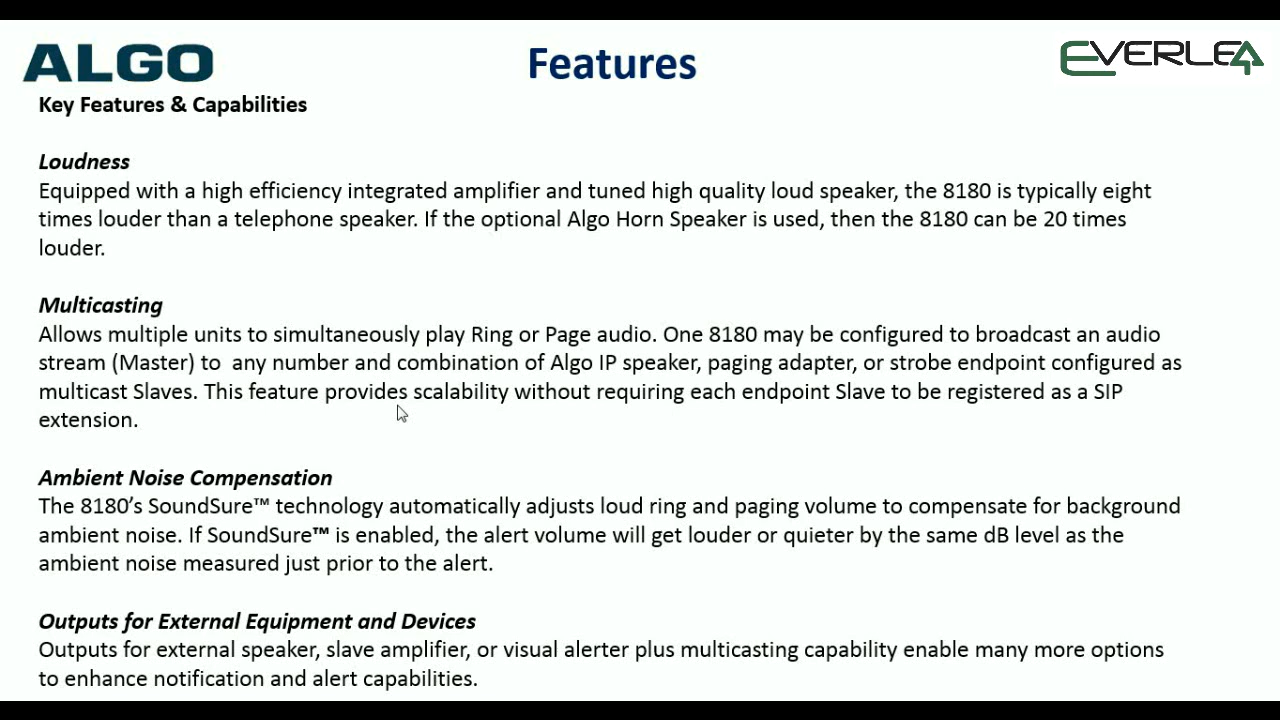 ALGO
Features
EVERLEA
Key Features & Capabilities
Loudness
Equipped with a high efficiency integrated amplifier and tuned high quality loud speaker, the 8180 is typically eight
times louder than a telephone speaker. If the optional Algo Horn Speaker is used, then the 8180 can be 20 times
louder.
Multicasting
Allows multiple units to simultaneously play Ring or Page audio. One 8180 may be configured to broadcast an audio
stream (Master) to  any number and combination of Algo IP speaker, paging adapter, or strobe endpoint configured as
multicast Slaves. This feature provides scalability without requiring each endpoint Slave to be registered as a SIP
extension.
Ambient Noise Compensation
The 8180’s SoundSure™ technology automatically adjusts loud ring and paging volume to compensate for background
ambient noise. If SoundSure™ is enabled, the alert volume will get louder or quieter by the same dB level as the
ambient noise measured just prior to the alert.
Outputs for External Equipment and Devices
Outputs for external speaker, slave amplifier, or visual alerter plus multicasting capability enable many more options
to enhance notification and alert capabilities.